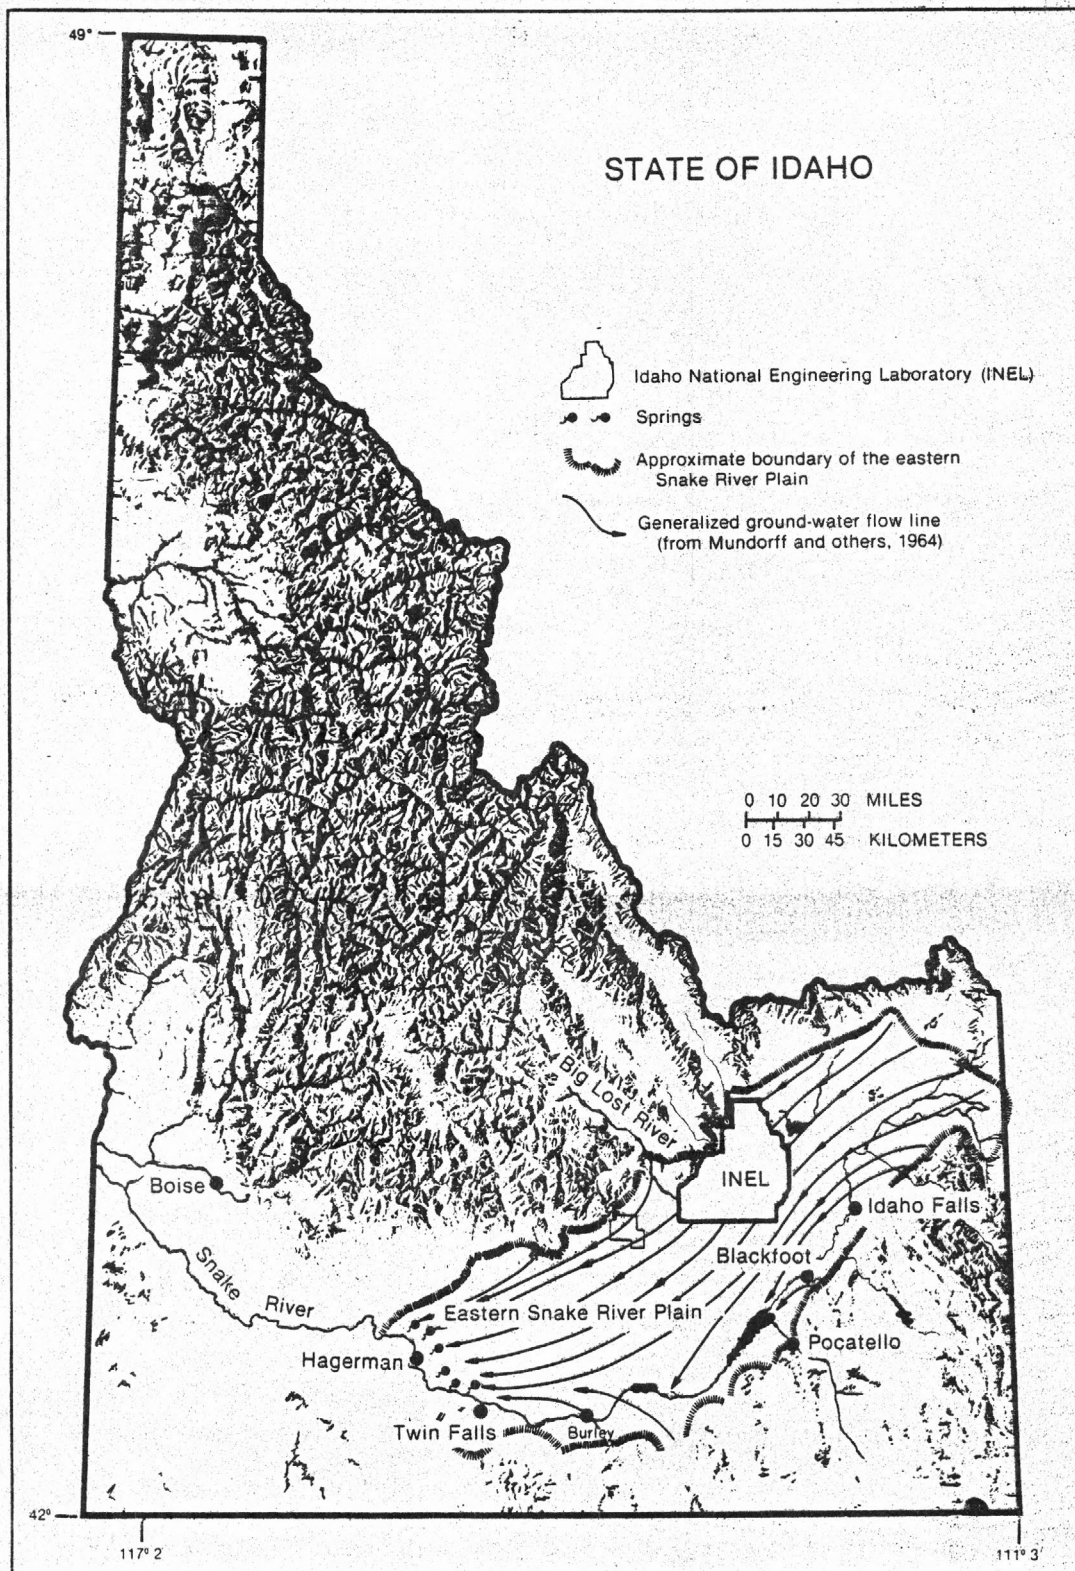 49°
STATE OF IDAHO
Idaho National Engineering Laboratory (INEL)
Springs
Approximate boundary of the eastern
Snake River Plain
Generalized ground-water flow line
(from Mundorff and others, 1964)
0 10 20 30 MILES
0 15 30 45 KILOMETERS
Big Lost River
INEL
Boise
Idaho Falls
Blackfoot
Snake River
Eastern Snake River Plain
Pocatello
Hagerman
Twin Falls
Burley
42°
117° 2
111° 3'